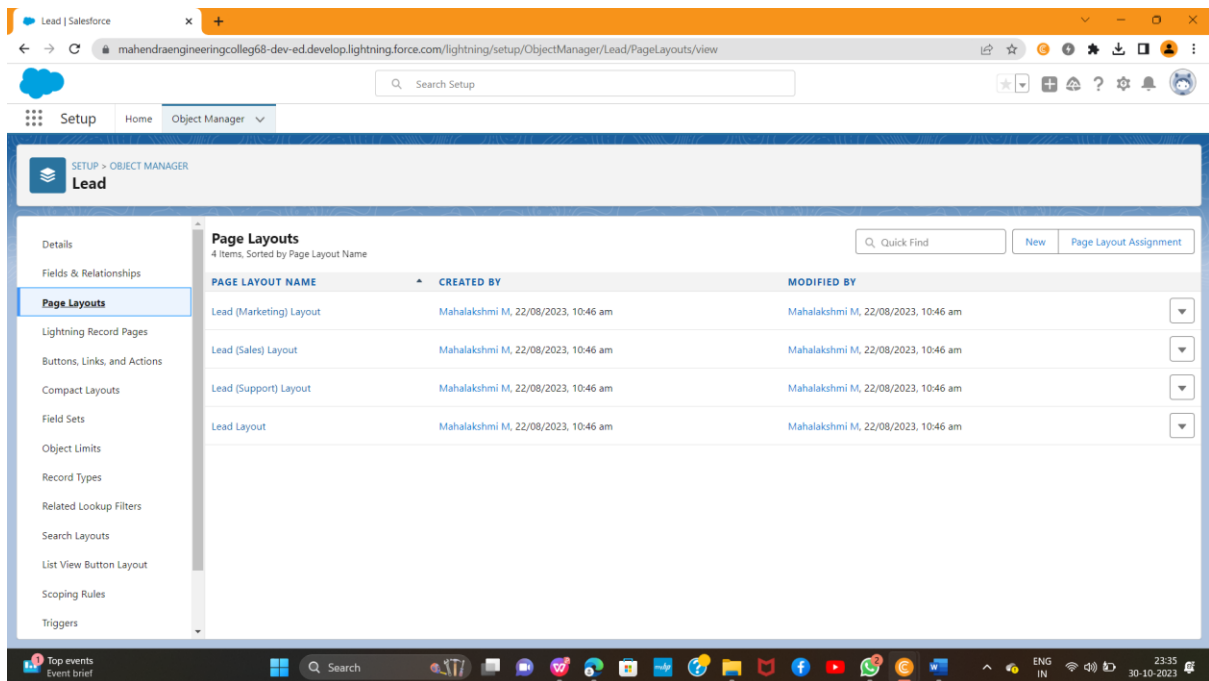 Lead | Salesforce
mahendraengineeringcolleg68-dev-ed.develop.lightning.force.com/lightning/setup/ObjectManager/Lead/PageLayouts/view
Search Setup
Setup Home Object Manager
SETUP > OBJECT MANAGER
Lead
Details
Fields & Relationships
Page Layouts
Lightning Record Pages
Buttons, Links, and Actions
Compact Layouts
Field Sets
Object Limits
Record Types
Related Lookup Filters
Search Layouts
List View Button Layout
Scoping Rules
Triggers
Page Layouts
4 Items, Sorted by Page Layout Name
Quick Find New Page Layout Assignment
PAGE LAYOUT NAME CREATED BY MODIFIED BY
Lead (Marketing) Layout Mahalakshmi M, 22/08/2023, 10:46 am Mahalakshmi M, 22/08/2023, 10:46 am
Lead (Sales) Layout Mahalakshmi M, 22/08/2023, 10:46 am Mahalakshmi M, 22/08/2023, 10:46 am
Lead (Support) Layout Mahalakshmi M, 22/08/2023, 10:46 am Mahalakshmi M, 22/08/2023, 10:46 am
Lead Layout Mahalakshmi M, 22/08/2023, 10:46 am Mahalakshmi M, 22/08/2023, 10:46 am
1
Top events
Event brief
Search
2
ENG
IN
23:35
30-10-2023